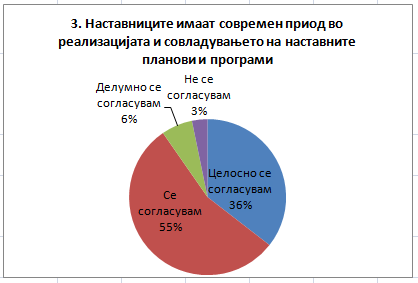 3. Наставниците имаат современ приод во
реализацијата и совладувањето на наставните
планови и програми
Делумно се
согласувам
6%
Не се
согласувам
3%
Целосно се
согласувам
36%
Се
согласувам
55%